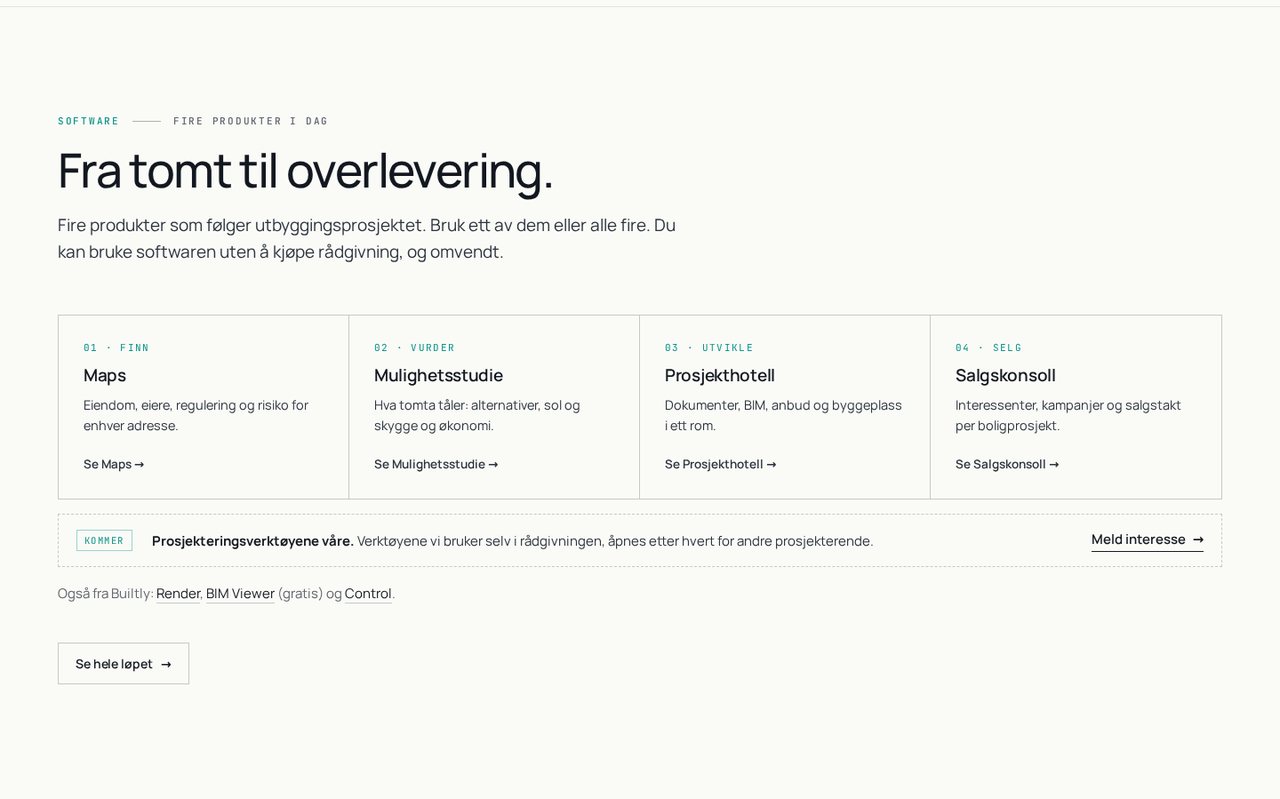 SOFTWARE FIRE PRODUKTER I DAG
Fra tomt til overlevering.
Fire produkter som følger utbyggingsprosjektet. Bruk ett av dem eller alle fire. Du
kan bruke softwaren uten å kjøpe rådgivning, og omvendt.
01 · FINN
Maps
Eiendom, eiere, regulering og risiko for
enhver adresse.
Se Maps →
02 · VURDER
Mulighetsstudie
Hva tomta tåler: alternativer, sol og
skygge og økonomi.
Se Mulighetsstudie →
03 · UTVIKLE
Prosjekthotell
Dokumenter, BIM, anbud og byggeplass
i ett rom.
Se Prosjekthotell →
04 · SELG
Salgskonsoll
Interessenter, kampanjer og salgstakt
per boligprosjekt.
Se Salgskonsoll →
KOMMER Prosjekteringsverktøyene våre. Verktøyene vi bruker selv i rådgivningen, åpnes etter hvert for andre prosjekterende. Meld interesse →
Også fra Builtly: Render, BIM Viewer (gratis) og Control.
Se hele løpet →